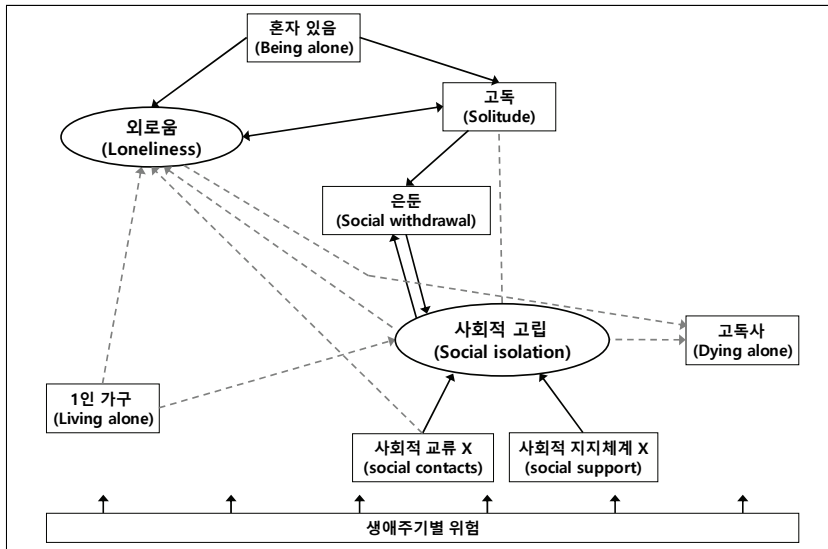 혼자 있음
(Being alone)
고독
(Solitude)
외로움
(Loneliness)
은둔
(Social withdrawal)
사회적 고립
(Social isolation)
고독사
(Dying alone)
1인 가구
(Living alone)
사회적 교류 X
(social contacts)
사회적 지지체계 X
(social support)
생애주기별 위험